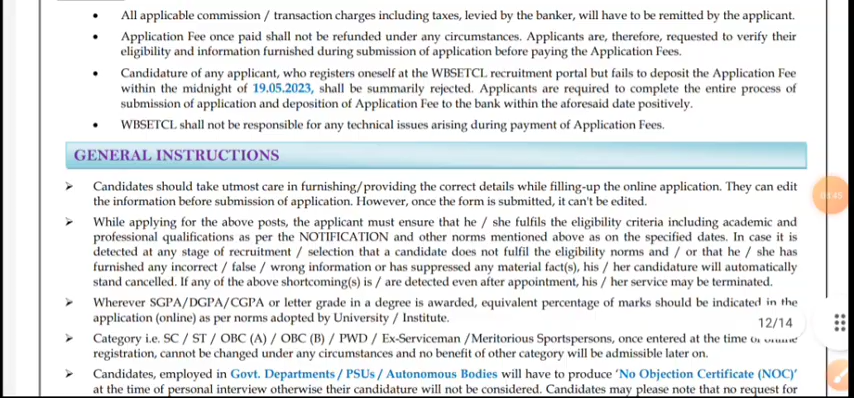 • All applicable commission / transaction charges including taxes, levied by the banker, will have to be remitted by the applicant.
• Application Fee once paid shall not be refunded under any circumstances. Applicants are, therefore, requested to verify their
eligibility and information furnished during submission of application before paying the Application Fees.
• Candidature of any applicant, who registers oneself at the WBSETCL recruitment portal but fails to deposit the Application Fee
within the midnight of 19.05.2023, shall be summarily rejected. Applicants are required to complete the entire process of
submission of application and deposition of Application Fee to the bank within the aforesaid date positively.
• WBSETCL shall not be responsible for any technical issues arising during payment of Application Fees.
GENERAL INSTRUCTIONS
➢ Candidates should take utmost care in furnishing/providing the correct details while filling-up the online application. They can edit
the information before submission of application. However, once the form is submitted, it can't be edited.
➢ While applying for the above posts, the applicant must ensure that he / she fulfils the eligibility criteria including academic and
professional qualifications as per the NOTIFICATION and other norms mentioned above as on the specified dates. In case it is
detected at any stage of recruitment / selection that a candidate does not fulfil the eligibility norms and / or that he / she has
furnished any incorrect / false / wrong information or has suppressed any material fact(s), his / her candidature will automatically
stand cancelled. If any of the above shortcoming(s) is / are detected even after appointment, his / her service may be terminated.
➢ Wherever SGPA/DGPA/CGPA or letter grade in a degree is awarded, equivalent percentage of marks should be indicated in the
application (online) as per norms adopted by University / Institute.
12/14
➢ Category i.e. SC / ST / OBC (A) / OBC (B) / PWD / Ex-Serviceman /Meritorious Sportspersons, once entered at the time
registration, cannot be changed under any circumstances and no benefit of other category will be admissible later on.
➢ Candidates, employed in Govt. Departments / PSUs / Autonomous Bodies will have to produce 'No Objection Certificate (NOC)'
at the time of personal interview otherwise their candidature will not be considered. Candidates may please note that no request for